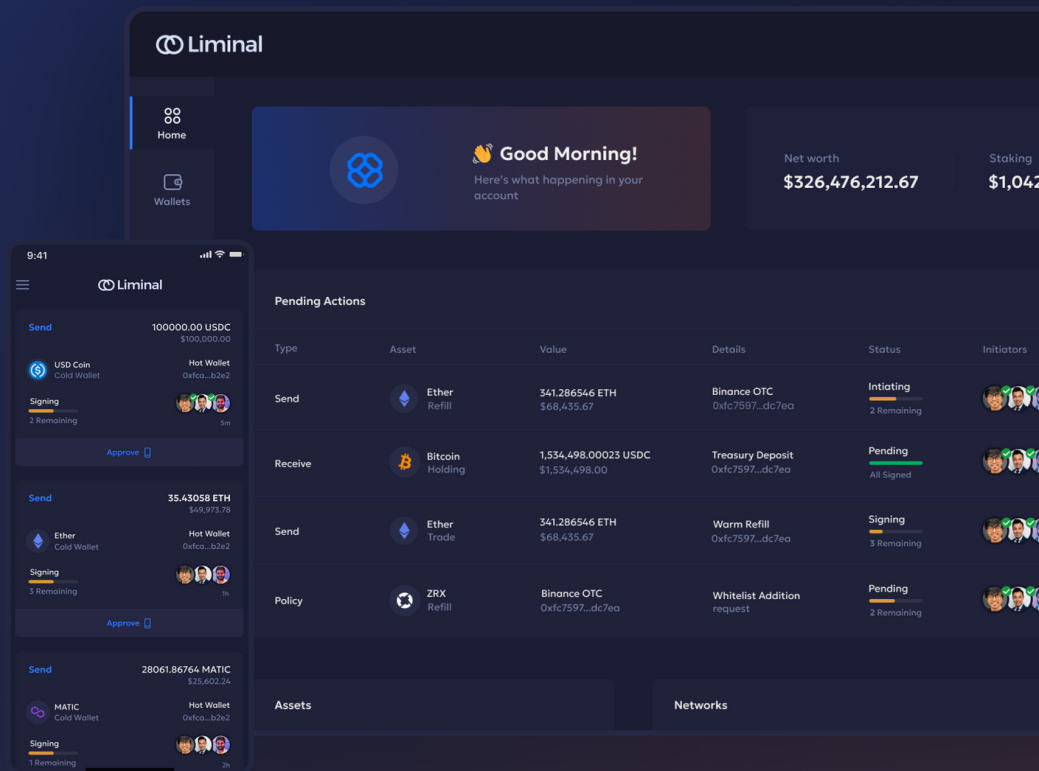 Liminal
Home
Wallets
👋 Good Morning!
Here's what happening in your
account
Net worth
$326,476,212.67
Staking
$1,042
Pending Actions
Type Asset Value Details Status Initiators
Send Ether 341.286546 ETH Binance OTC Intiating
Refill $68,435.67 0xfc7597...dc7ea 2 Remaining
Receive Bitcoin 1,534,498.00023 USDC Treasury Deposit Pending
Holding $1,534,498.00 0xfc7597...dc7ea All Signed
Send Ether 341.286546 ETH Warm Refill Signing
Trade $68,435.67 0xfc7597...dc7ea 3 Remaining
Policy ZRX Binance OTC Whitelist Addition Pending
Refill 0xfc7597...dc7ea request 2 Remaining
Assets
Networks
9:41
Liminal
Send 100000.00 USDC
$100,000.00
USD Coin Hot Wallet
Cold Wallet 0xfca...b2e2
Signing
2 Remaining 5m
Approve
Send 35.43058 ETH
$49,973.78
Ether Hot Wallet
Cold Wallet 0xfca...b2e2
Signing
3 Remaining 1h
Approve
Send 28061.86764 MATIC
$25,602.24
MATIC Hot Wallet
Cold Wallet 0xfca...b2e2
Signing
1 Remaining 2h